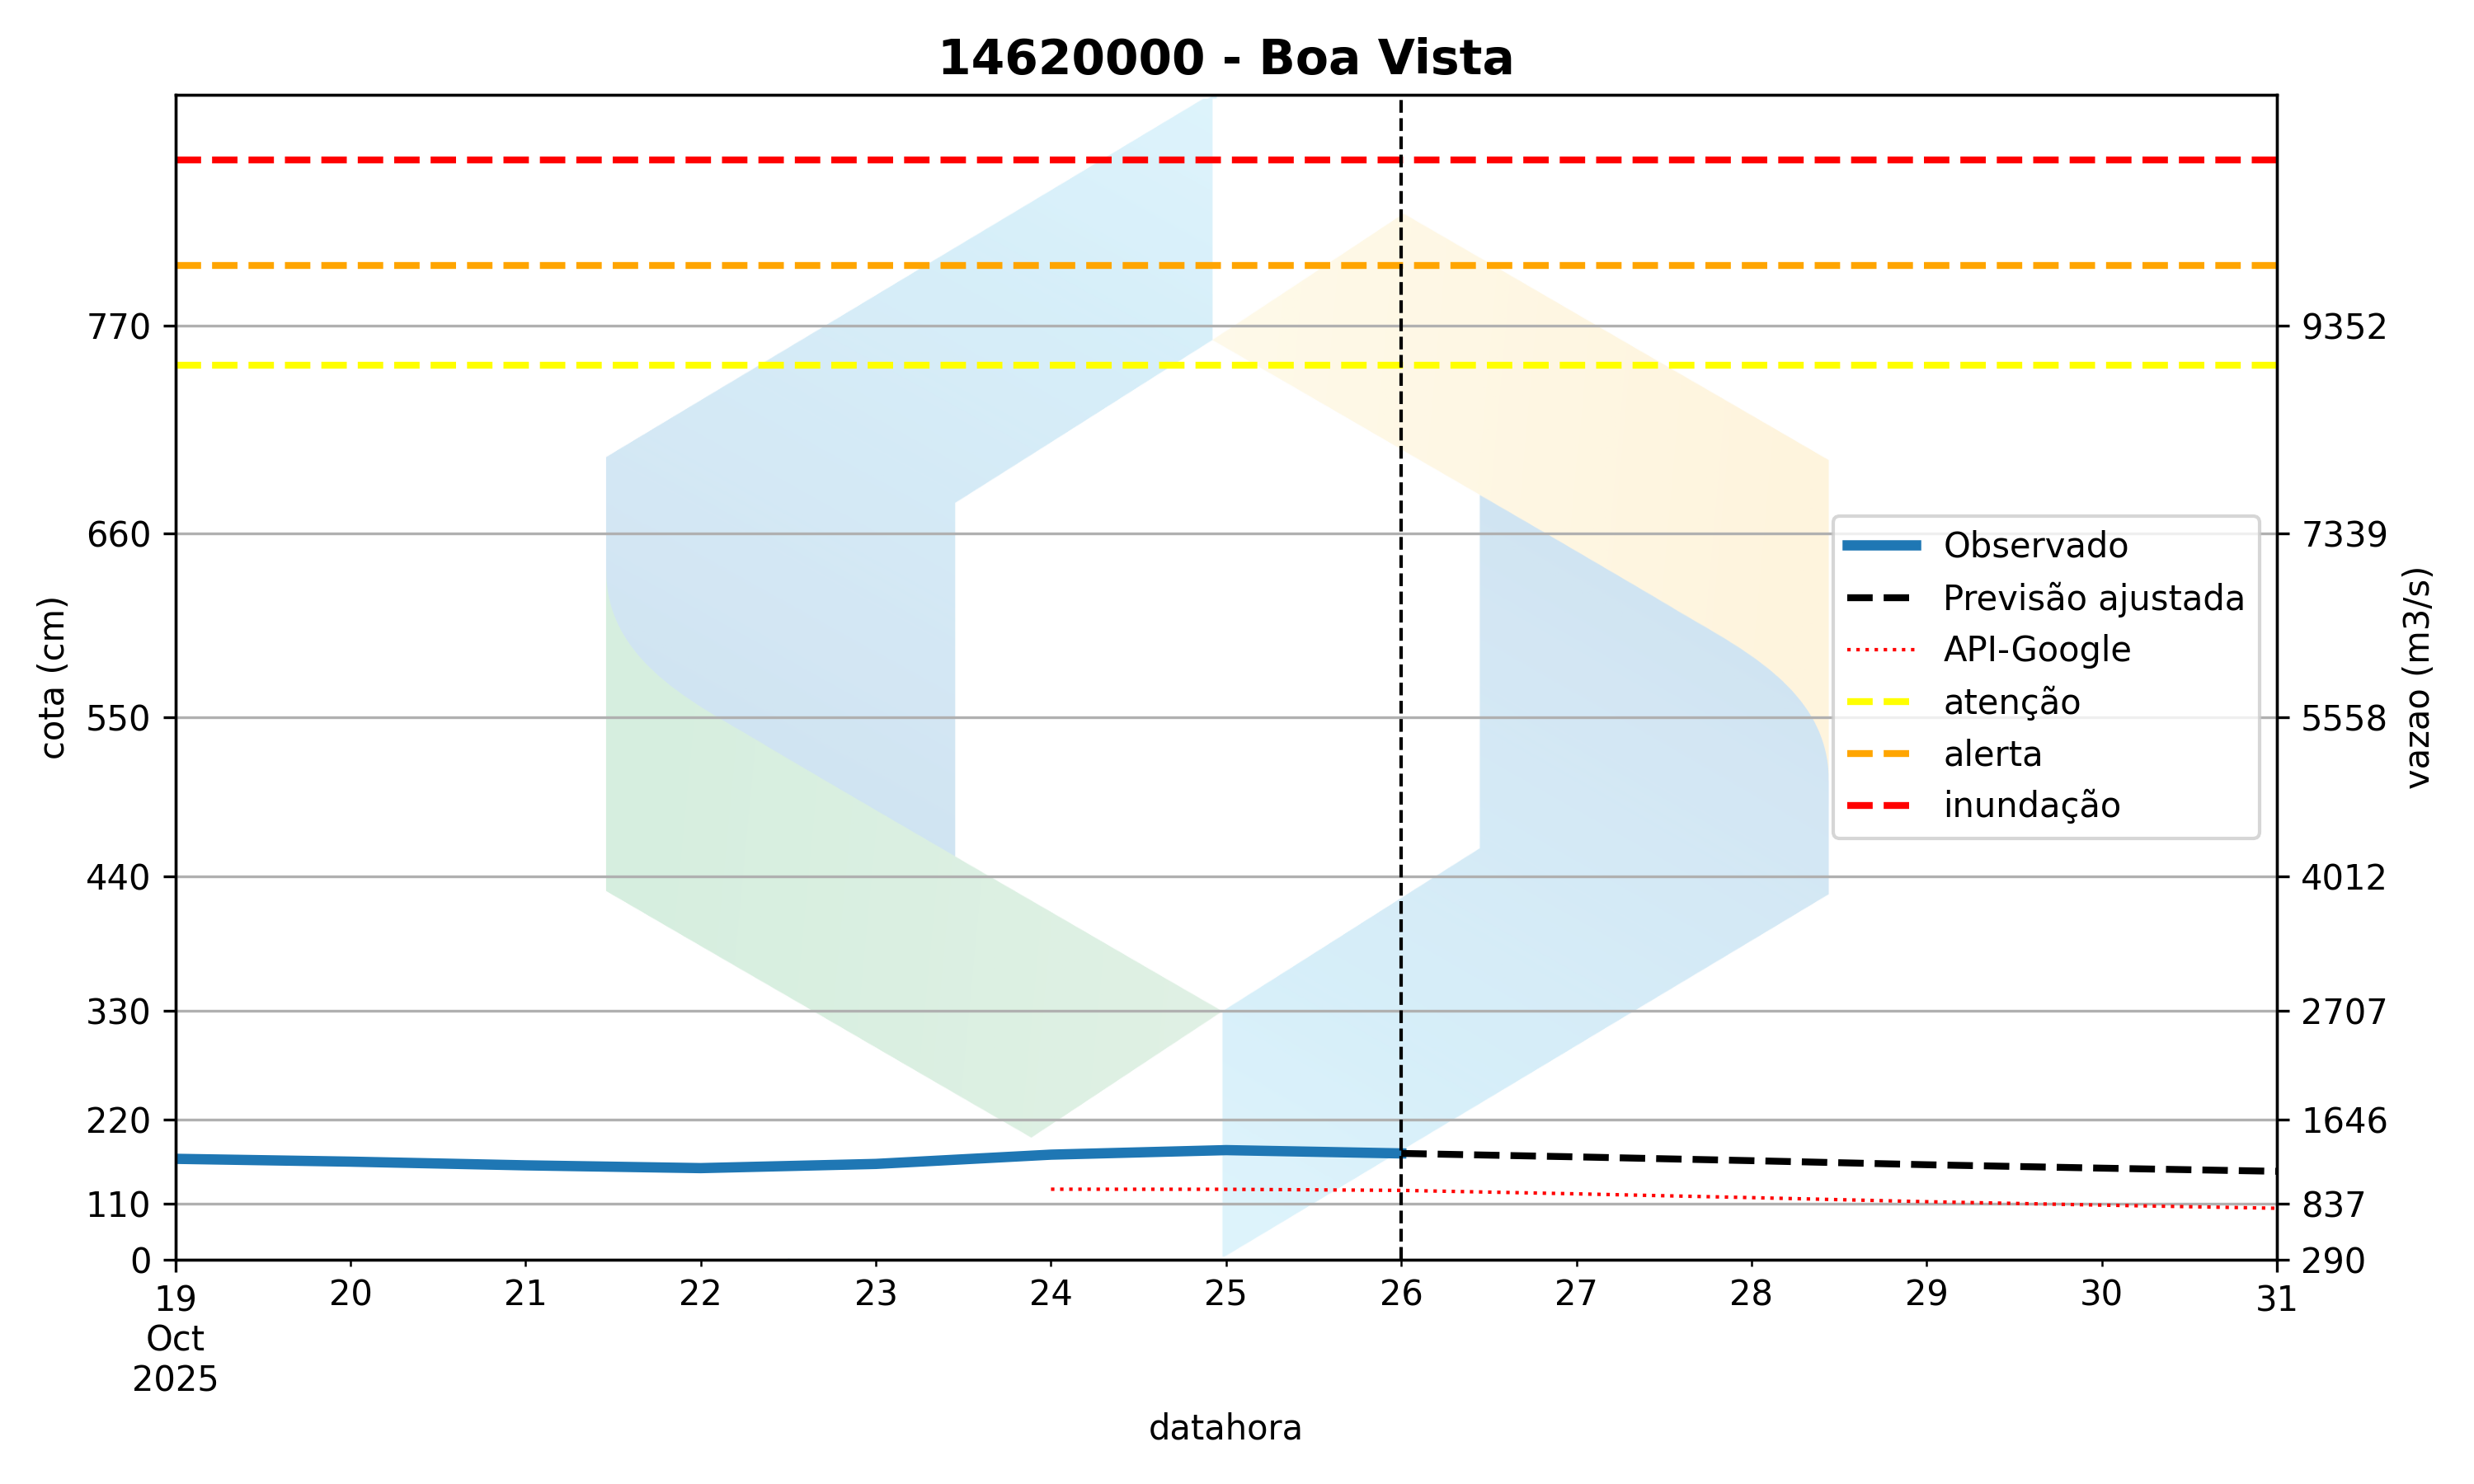 14620000 - Boa Vista
cota (cm)
770
660
550
440
330
220
110
0
9352
7339
5558
4012
2707
1646
837
290
vazao (m3/s)
Observado
Previsão ajustada
API-Google
atenção
alerta
inundação
19 20 21 22 23 24 25 26 27 28 29 30 31
Oct
2025
datahora